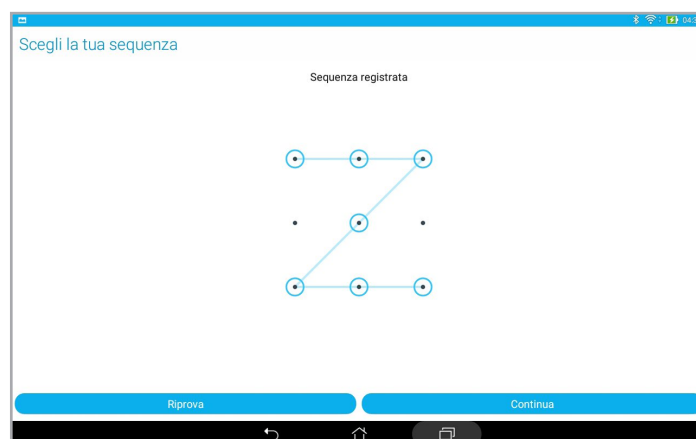 Scegli la tua sequenza
Sequenza registrata
Riprova
Continua